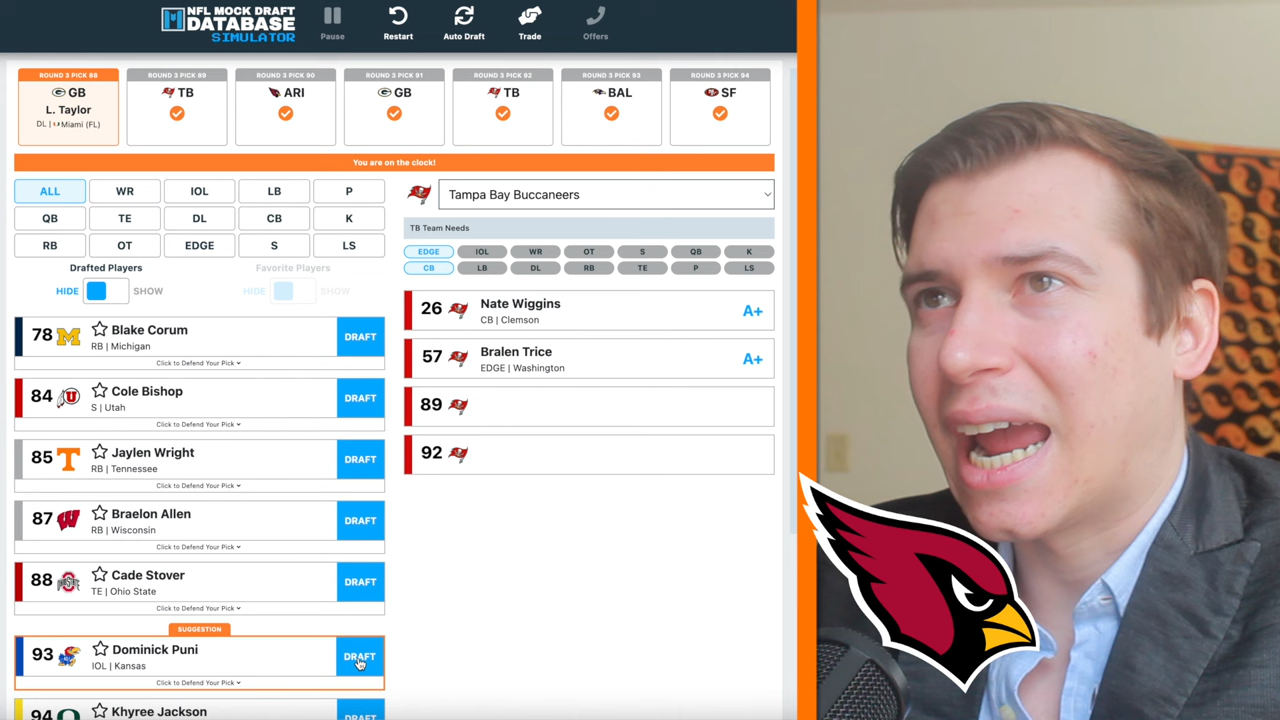 NFL MOCK DRAFT
DATABASE
SIMULATOR
Pause
Restart
Auto Draft
Trade
Offers
ROUND 3 PICK 88
GB
L. Taylor
DL | Miami (FL)
ROUND 3 PICK 89
TB
ROUND 3 PICK 90
ARI
ROUND 3 PICK 91
GB
ROUND 3 PICK 92
TB
ROUND 3 PICK 93
BAL
ROUND 3 PICK 94
SF
You are on the clock!
ALL
WR
IOL
LB
P
QB
TE
DL
CB
K
RB
OT
EDGE
S
LS
Drafted Players
HIDE
SHOW
Favorite Players
HIDE
SHOW
78
Blake Corum
RB | Michigan
DRAFT
Click to Defend Your Pick
84
Cole Bishop
S | Utah
DRAFT
Click to Defend Your Pick
85
Jaylen Wright
RB | Tennessee
DRAFT
Click to Defend Your Pick
87
Braelon Allen
RB | Wisconsin
DRAFT
Click to Defend Your Pick
88
Cade Stover
TE | Ohio State
DRAFT
Click to Defend Your Pick
SUGGESTION
93
Dominick Puni
IOL | Kansas
DRAFT
Click to Defend Your Pick
94
Khyree Jackson
DRAFT
Tampa Bay Buccaneers
TB Team Needs
EDGE
IOL
WR
OT
S
QB
K
CB
LB
DL
RB
TE
P
LS
26
Nate Wiggins
CB | Clemson
A+
57
Bralen Trice
EDGE | Washington
A+
89
92